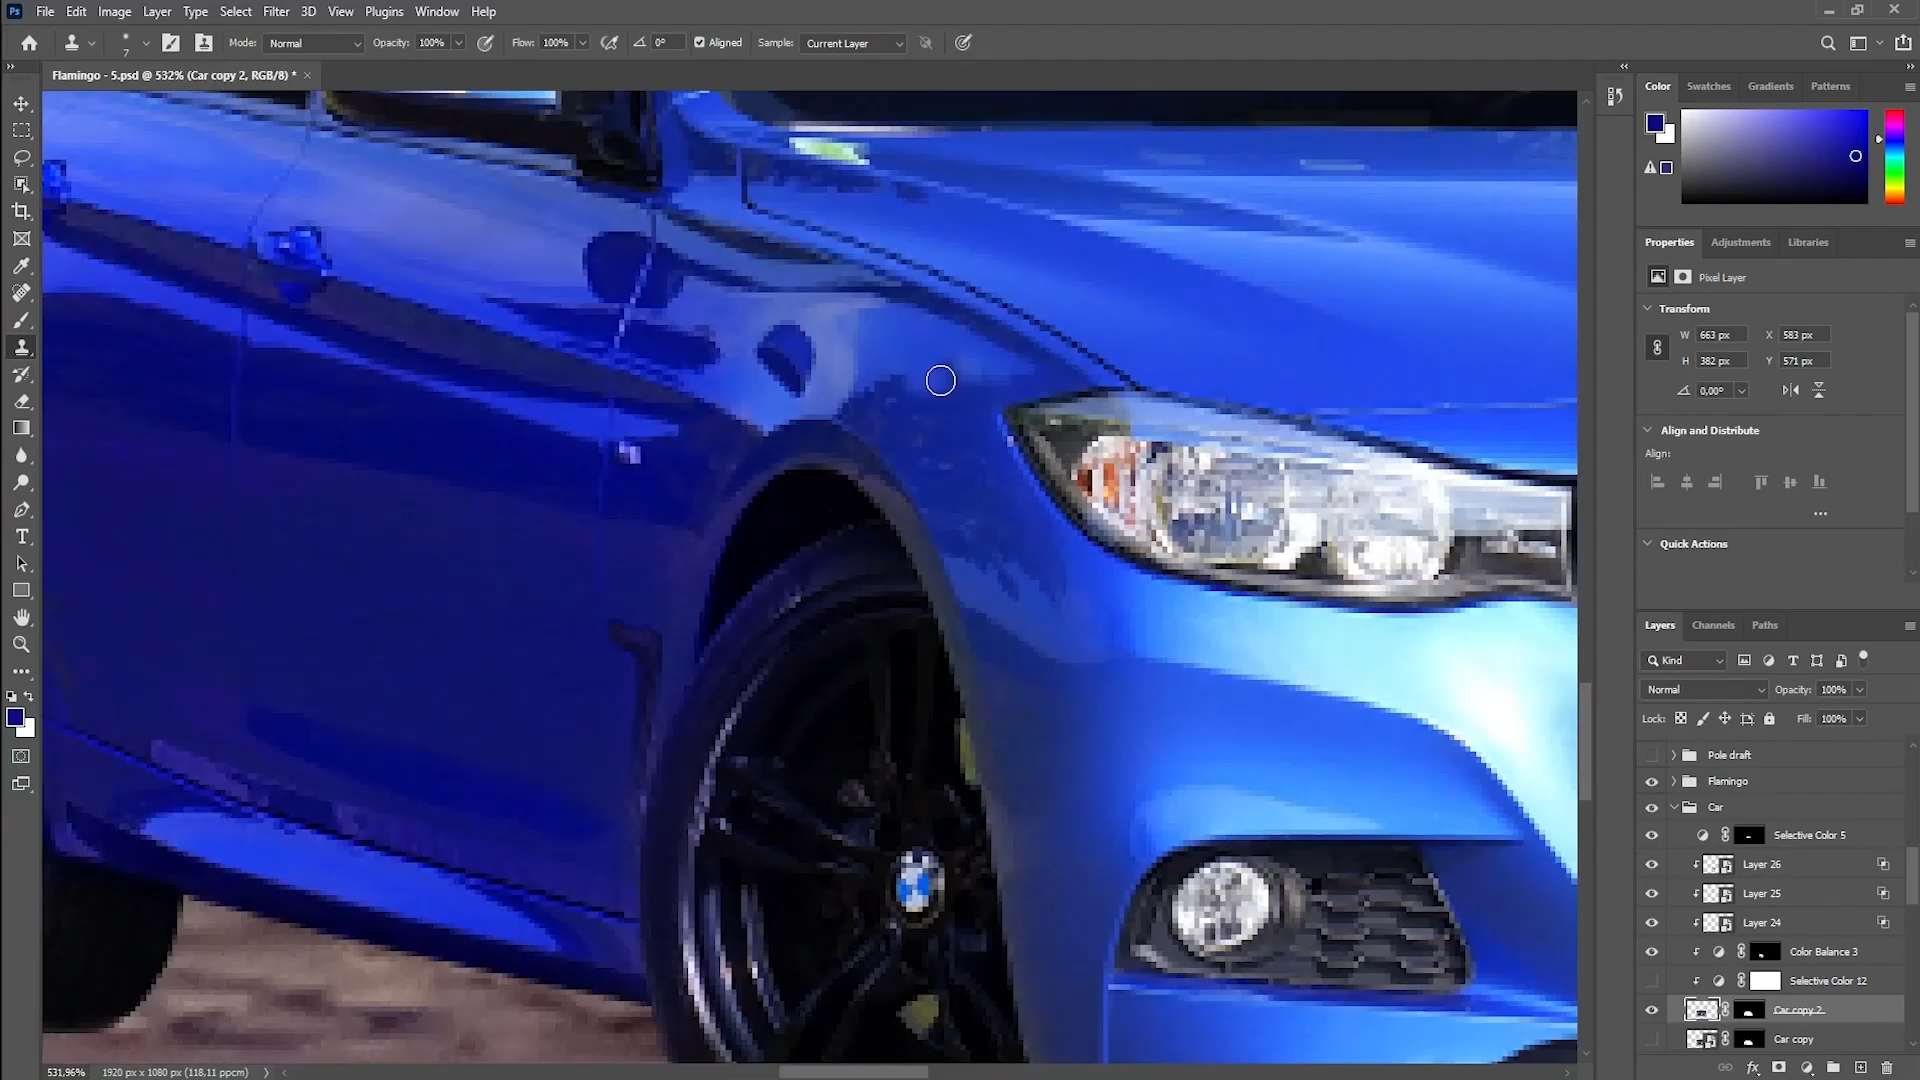 Ps File Edit Image Layer Type Select Filter 3D View Plugins Window Help
7 Mode: Normal Opacity: 100% Flow: 100% 0° Aligned Sample: Current Layer
Flamingo - 5.psd @ 532% (Car copy 2, RGB/8) * ×
Color Swatches Gradients Patterns
Properties Adjustments Libraries
Pixel Layer
Transform
W 663 px X 583 px
H 382 px Y 571 px
0,00°
Align and Distribute
Align:
Quick Actions
Layers Channels Paths
Kind
Normal Opacity: 100%
Lock: Fill: 100%
Pole draft
Flamingo
Car
Selective Color 5
Layer 26
Layer 25
Layer 24
Color Balance 3
Selective Color 12
Car copy 2
Car copy
531,96% 1920 px x 1080 px (118,11 ppcm)